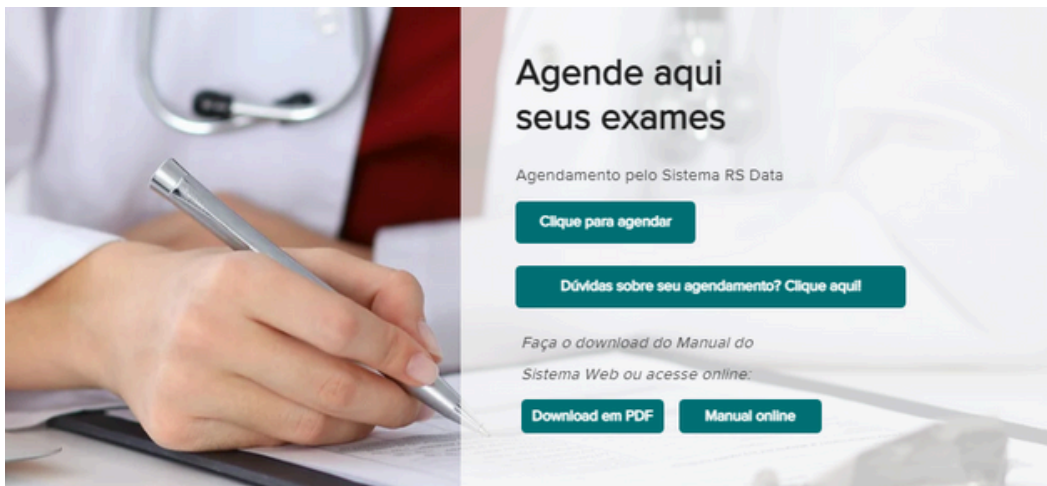 Agende aqui
seus exames
Agendamento pelo Sistema RS Data
Clique para agendar
Dúvidas sobre seu agendamento? Clique aqui!
Faça o download do Manual do
Sistema Web ou acesse online:
Download em PDF
Manual online